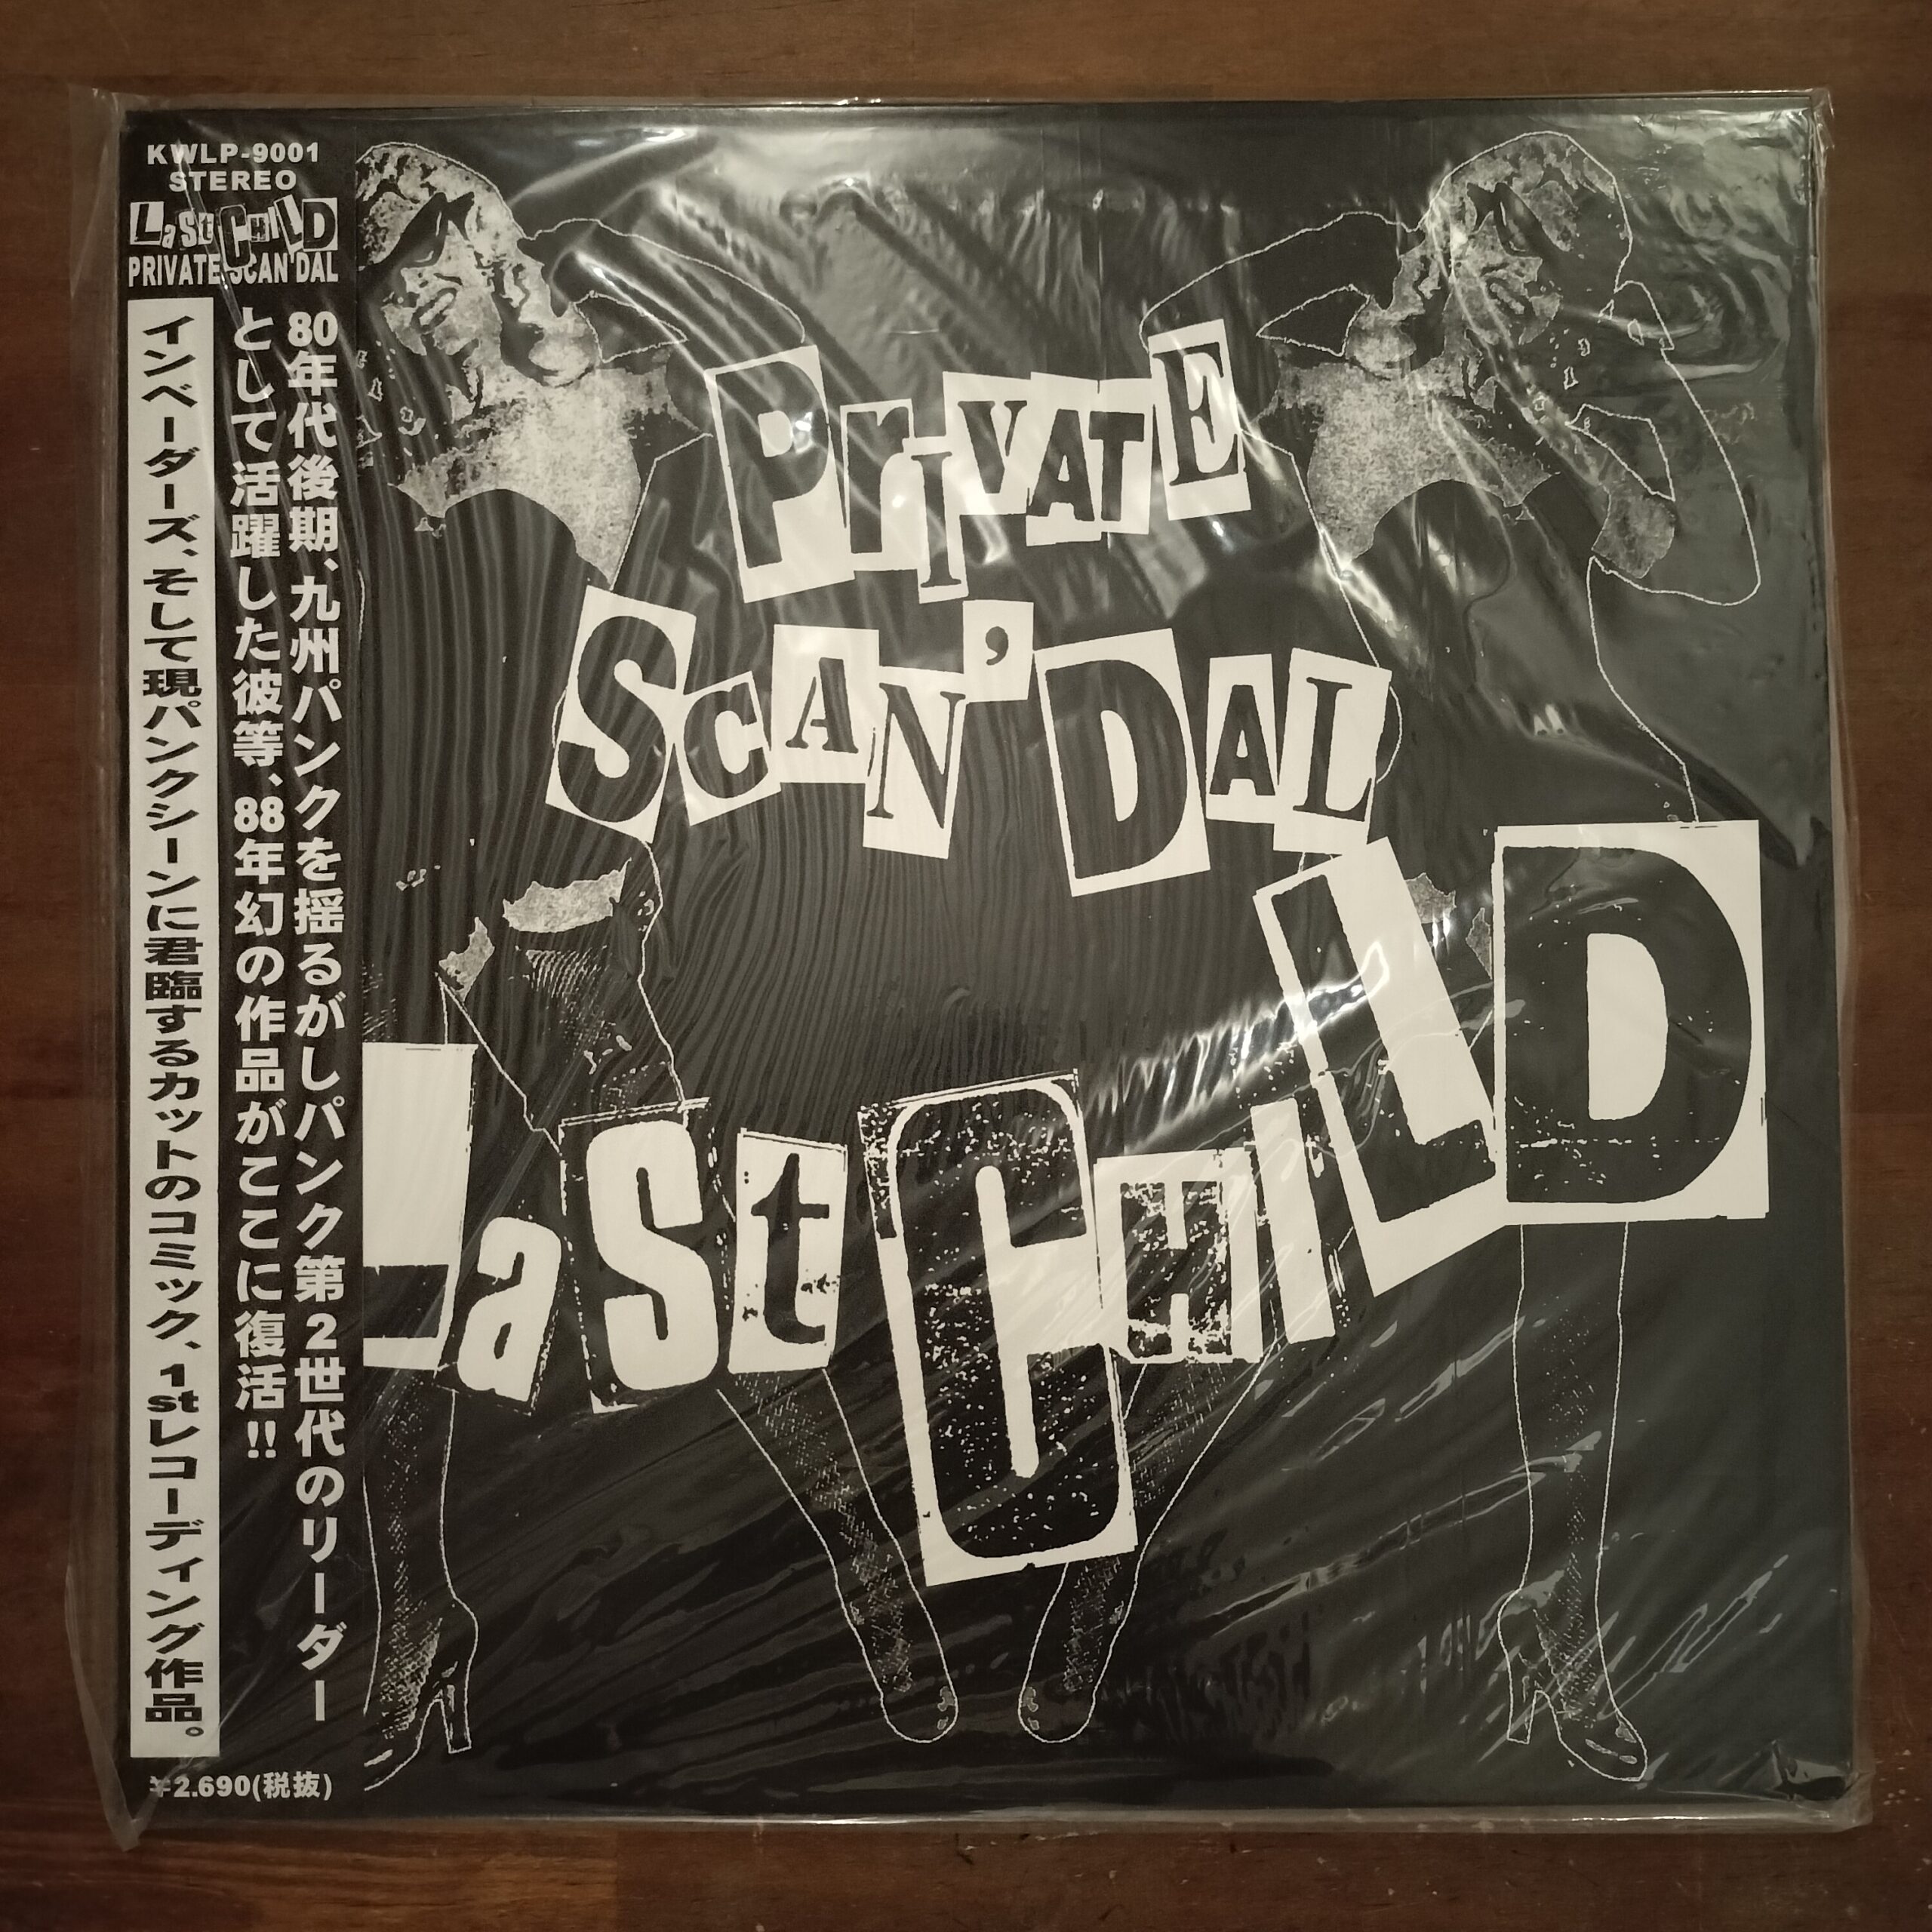 KWLP-9001
STEREO
LaSt CHiLD
PRIVATE SCAN'DAL
80年代後期、九州パンクを揺るがしパンク第2世代のリーダー
として活躍した彼等、88年幻の作品がここに復活!!
インベーダーズ、そして現パンクシーンに君臨するカットのコミック、1stレコーディング作品。
¥2.690(税抜)
PrIVATE
ScAN'DAL
LaSt CHILD